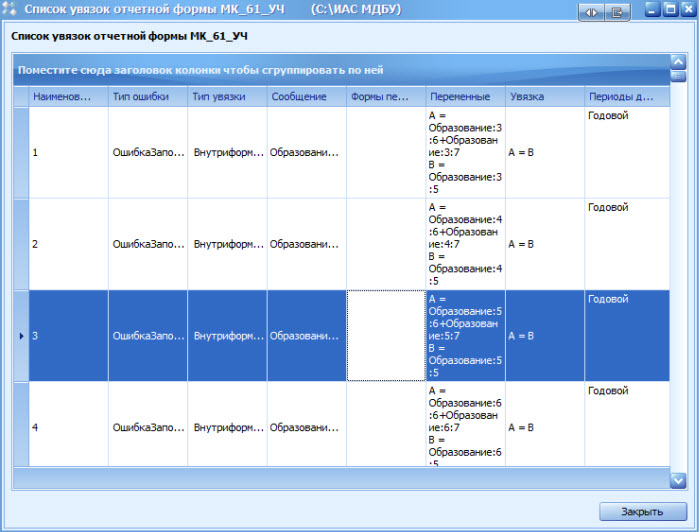 Список увязок отчетной формы МК_61_УЧ (C:\ИАС МДБУ)
Список увязок отчетной формы МК_61_УЧ
Поместите сюда заголовок колонки чтобы сгруппировать по ней
Наименов... Тип ошибки Тип увязки Сообщение Формы пе... Переменные Увязка Периоды д...
A = Годовой
Образование:3
:6+Образован
1 ОшибкаЗапо... Внутриформ... Образовани... ие:3:7 A = B
B =
Образование:3
:5
A = Годовой
Образование:4
:6+Образован
2 ОшибкаЗапо... Внутриформ... Образовани... ие:4:7 A = B
B =
Образование:4
:5
A = Годовой
Образование:5
:6+Образован
3 ОшибкаЗапо... Внутриформ... Образовани... ие:5:7 A = B
B =
Образование:5
:5
A = Годовой
Образование:6
:6+Образован
4 ОшибкаЗапо... Внутриформ... Образовани... ие:6:7 A = B
B =
Образование:6
:5
Закрыть